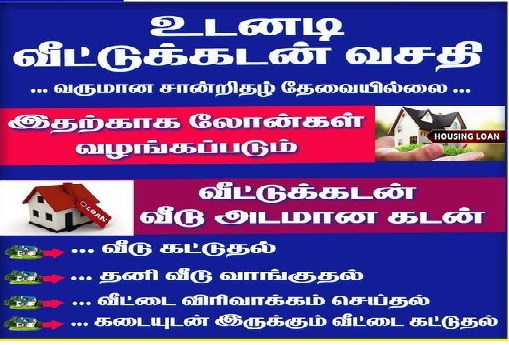 உடனடி
வீட்டுக்கடன் வசதி
... வருமான சான்றிதழ் தேவையில்லை ...
இதற்காக லோன்கள்
வழங்கப்படும்
HOUSING LOAN
வீட்டுக்கடன்
வீடு அடமான கடன்
LOAN
... வீடு கட்டுதல்
... தனி வீடு வாங்குதல்
... வீட்டை விரிவாக்கம் செய்தல்
... கடையுடன் இருக்கும் வீட்டை கட்டுதல்